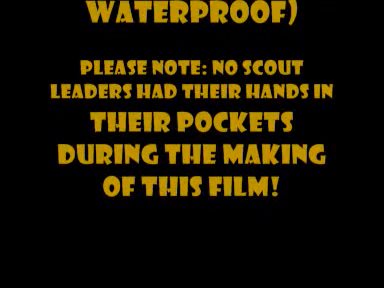 WATERPROOF)
PLEASE NOTE: NO SCOUT
LEADERS HAD THEIR HANDS IN
THEIR POCKETS
DURING THE MAKING
OF THIS FILM!